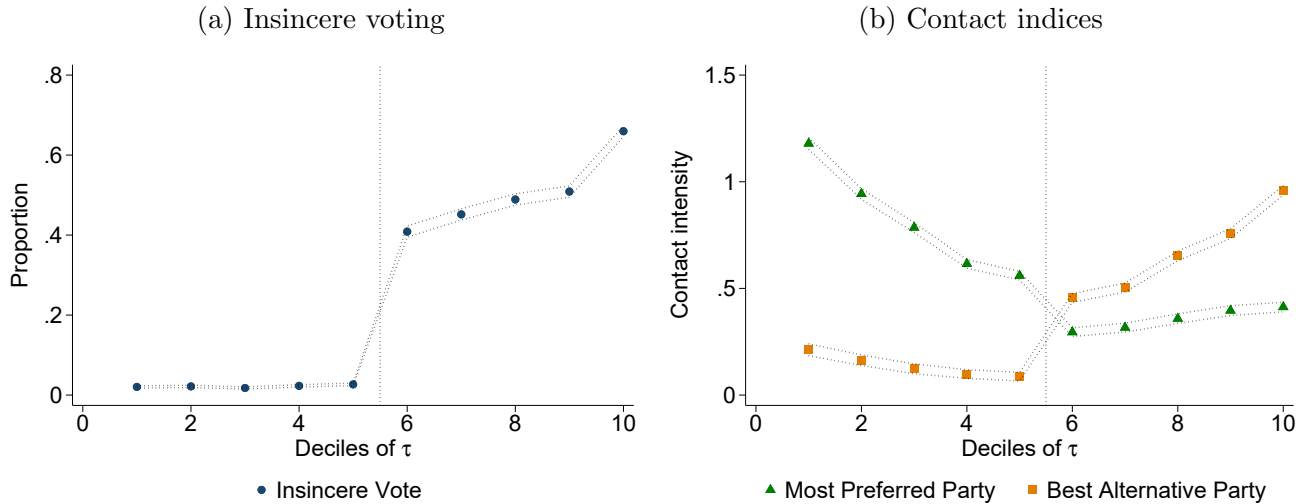 (a) Insincere voting
.8
.6
.4
.2
0
Proportion
0 2 4 6 8 10
Deciles of τ
Insincere Vote
(b) Contact indices
1.5
1
.5
0
Contact intensity
0 2 4 6 8 10
Deciles of τ
Most Preferred Party Best Alternative Party